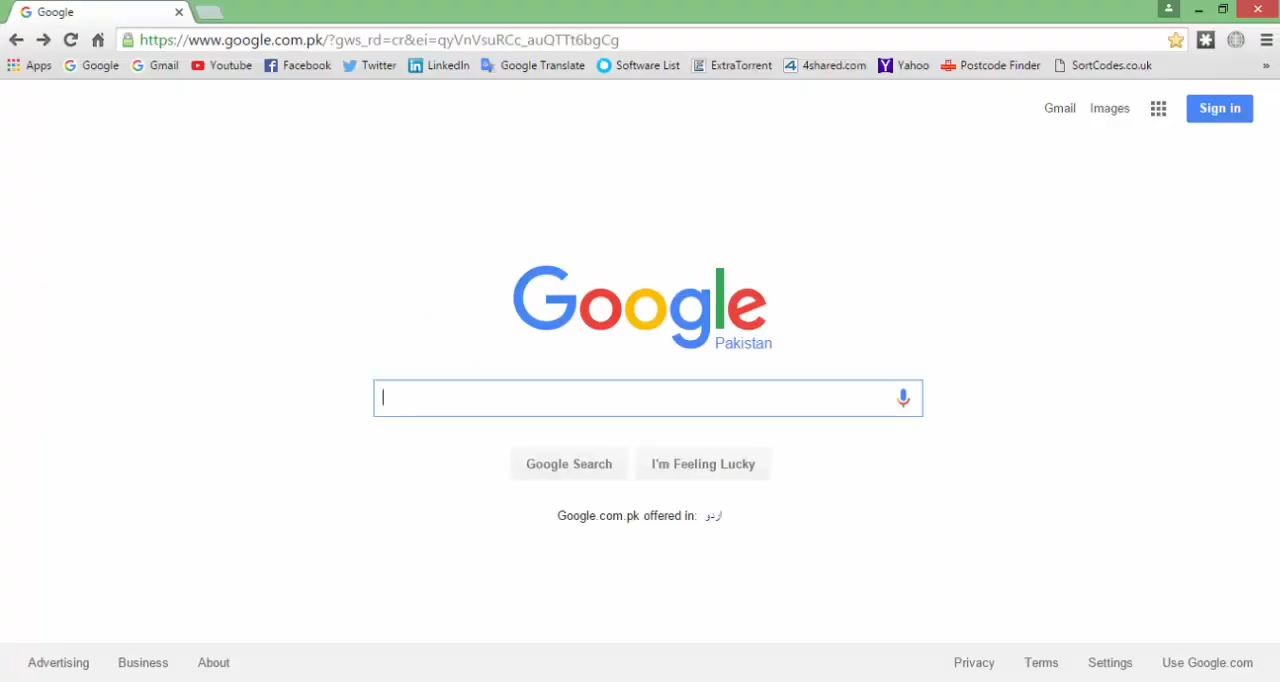 Google
https://www.google.com.pk/?gws_rd=cr&ei=qyVnVsuRCc_auQTTt6bgCg
Apps Google Gmail Youtube Facebook Twitter LinkedIn Google Translate Software List ExtraTorrent 4shared.com Yahoo Postcode Finder SortCodes.co.uk »
Gmail Images Sign in
Google
Pakistan
Google Search I'm Feeling Lucky
Google.com.pk offered in: اردو
Advertising Business About Privacy Terms Settings Use Google.com